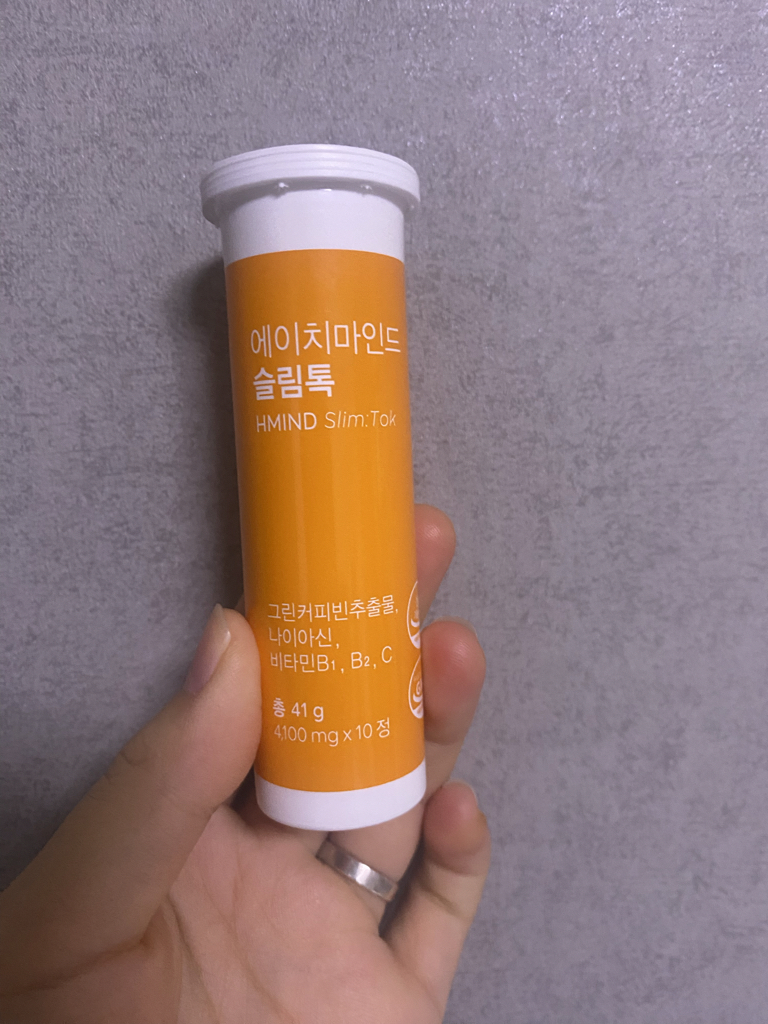 에이치마인드
슬림톡
HMIND Slim:Tok
그린커피빈추출물,
나이아신,
비타민B₁, B₂, C
총 41 g
4,100 mg x 10 정